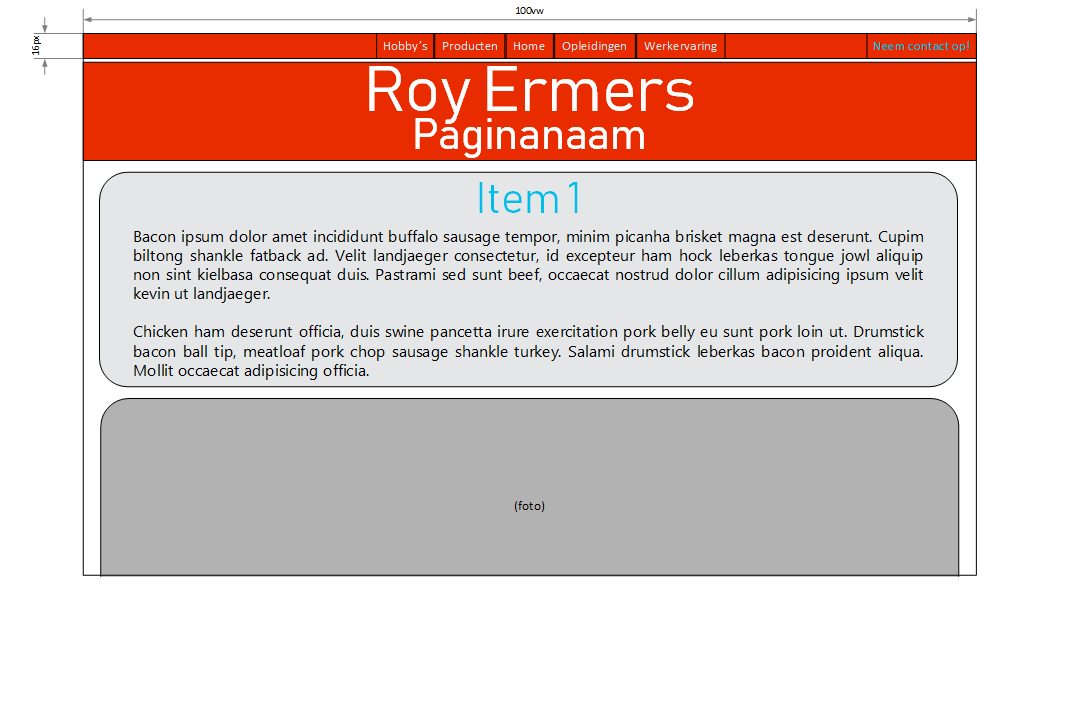 100vw
16px
Hobby's Producten Home Opleidingen Werkervaring Neem contact op!
Roy Ermers
Paginanaam
Item 1
Bacon ipsum dolor amet incididunt buffalo sausage tempor, minim picanha brisket magna est deserunt. Cupim
biltong shankle fatback ad. Velit landjaeger consectetur, id excepteur ham hock leberkas tongue jowl aliquip
non sint kielbasa consequat duis. Pastrami sed sunt beef, occaecat nostrud dolor cillum adipisicing ipsum velit
kevin ut landjaeger.
Chicken ham deserunt officia, duis swine pancetta irure exercitation pork belly eu sunt pork loin ut. Drumstick
bacon ball tip, meatloaf pork chop sausage shankle turkey. Salami drumstick leberkas bacon proident aliqua.
Mollit occaecat adipisicing officia.
(foto)